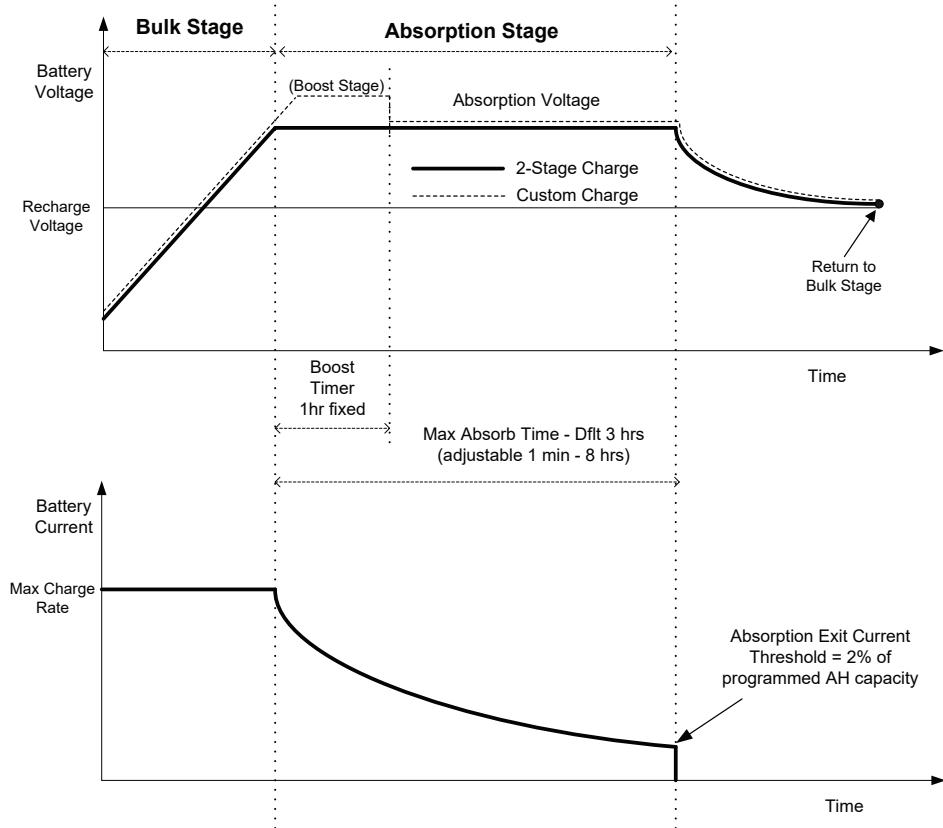 Bulk Stage
Absorption Stage
Battery
Voltage
(Boost Stage)
Absorption Voltage
2-Stage Charge
Custom Charge
Recharge
Voltage
Return to
Bulk Stage
Time
Boost
Timer
1hr fixed
Max Absorb Time - Dflt 3 hrs
(adjustable 1 min - 8 hrs)
Battery
Current
Max Charge
Rate
Absorption Exit Current
Threshold = 2% of
programmed AH capacity
Time